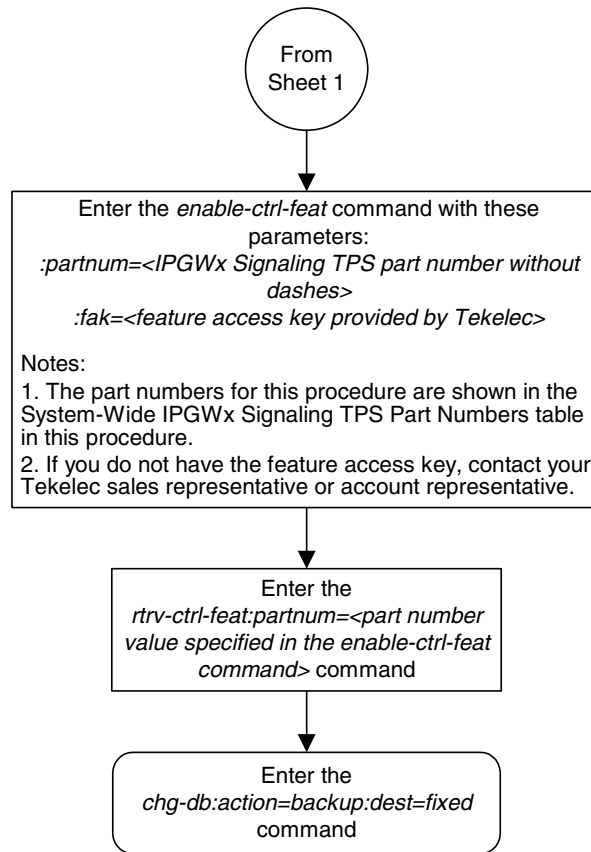 From
Sheet 1
Enter the enable-ctrl-feat command with these
parameters:
:partnum=<IPGWx Signaling TPS part number without
dashes>
:fak=<feature access key provided by Tekelec>
Notes:
1. The part numbers for this procedure are shown in the
System-Wide IPGWx Signaling TPS Part Numbers table
in this procedure.
2. If you do not have the feature access key, contact your
Tekelec sales representative or account representative.
Enter the
rtrv-ctrl-feat:partnum=<part number
value specified in the enable-ctrl-feat
command> command
Enter the
chg-db:action=backup:dest=fixed
command